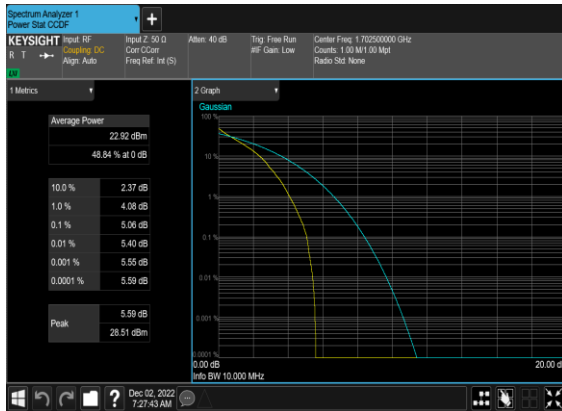 Spectrum Analyzer 1
Power Stat CCDF
+
KEYSIGHT
R T
Input: RF
Coupling: DC
Align: Auto
Input Z: 50 Ω
Corr CCorr
Freq Ref: Int (S)
Atten: 40 dB
Trig: Free Run
#IF Gain: Low
Center Freq: 1.702500000 GHz
Counts: 1.00 M/1.00 Mpt
Radio Std: None
1 Metrics
Average Power
22.92 dBm
48.84 % at 0 dB
10.0 % 2.37 dB
1.0 % 4.08 dB
0.1 % 5.06 dB
0.01 % 5.40 dB
0.001 % 5.55 dB
0.0001 % 5.59 dB
Peak
5.59 dB
28.51 dBm
2 Graph
Gaussian
100 %
10 %
1 %
0.1 %
0.01 %
0.001 %
0.0001 %
0.00 dB
20.00 d
Info BW 10.000 MHz
?
Dec 02, 2022
7:27:43 AM